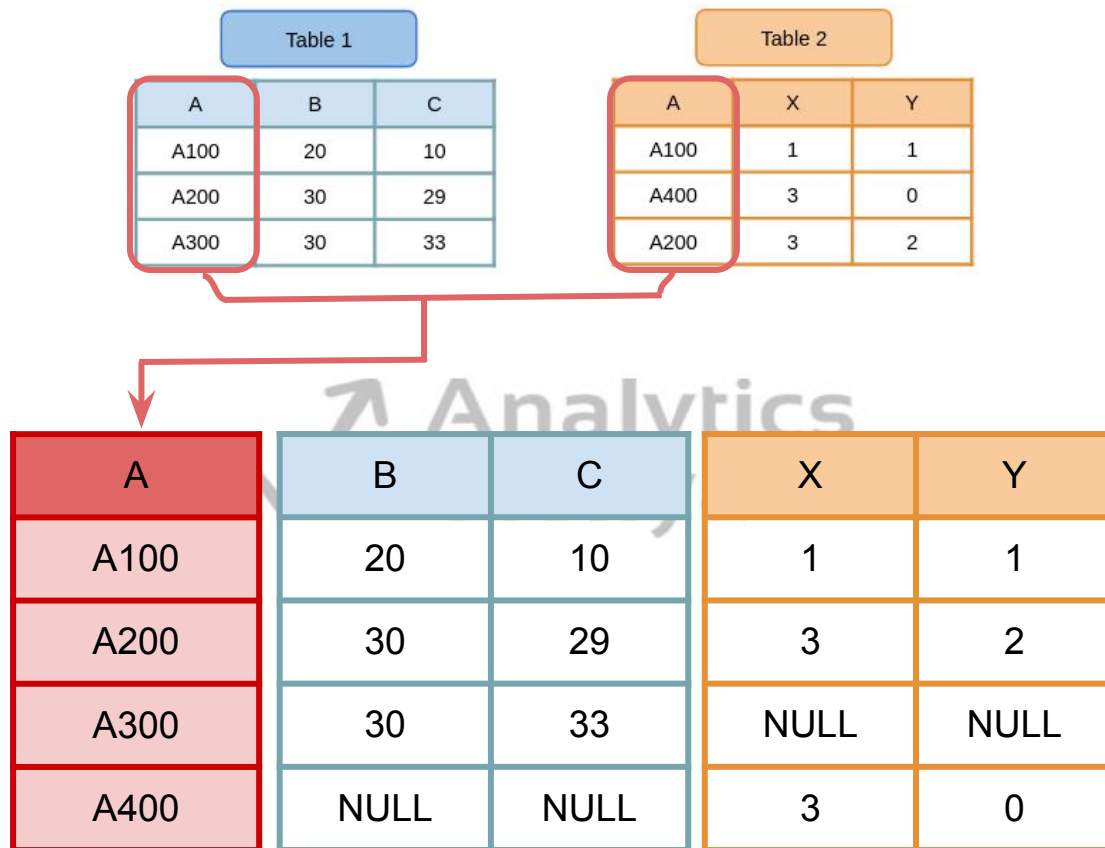 Table 1 Table 2
A B C A X Y
A100 20 10 A100 1 1
A200 30 29 A400 3 0
A300 30 33 A200 3 2
Analytics
A B C X Y
A100 20 10 1 1
A200 30 29 3 2
A300 30 33 NULL NULL
A400 NULL NULL 3 0